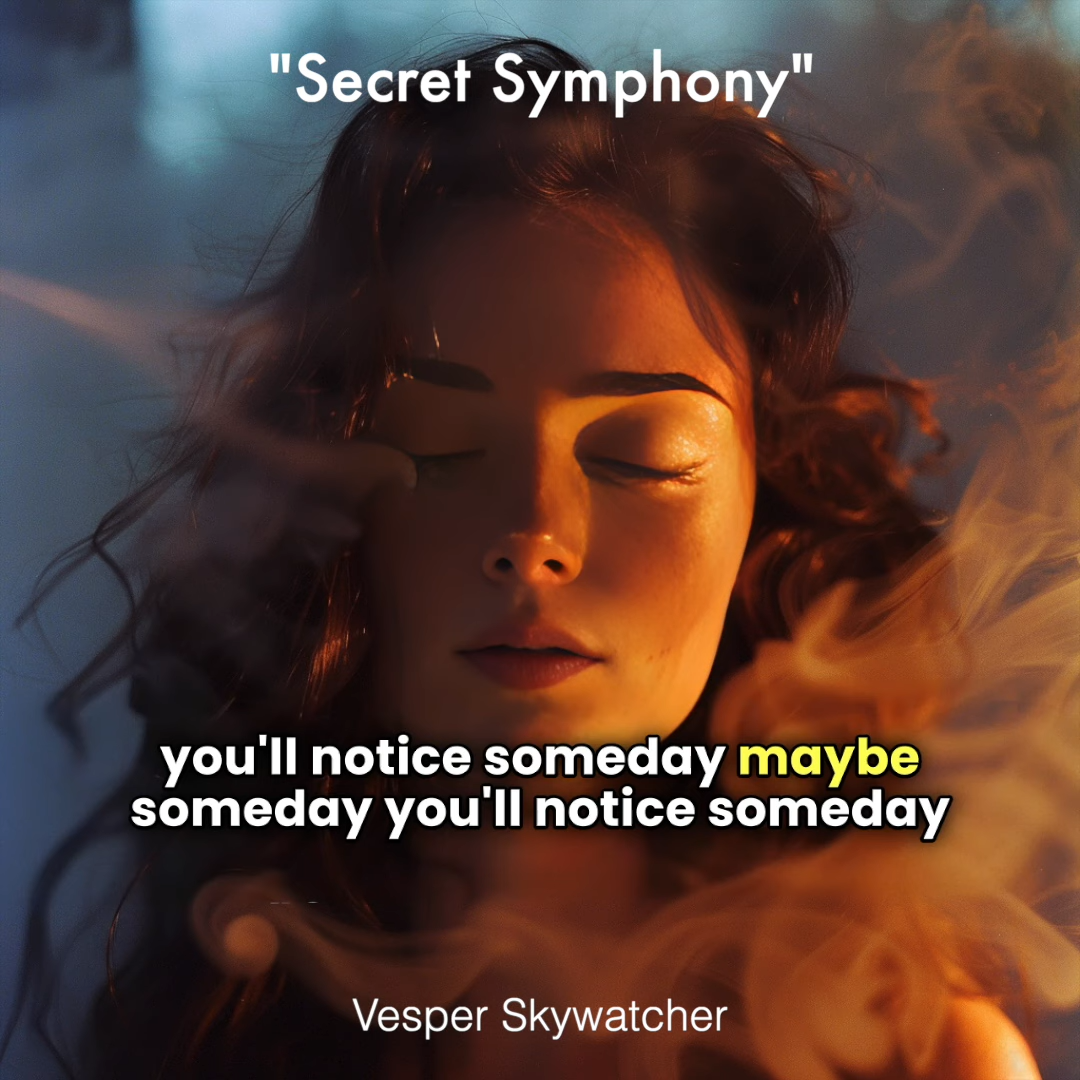 "Secret Symphony"
you'll notice someday maybe
someday you'll notice someday
Vesper Skywatcher